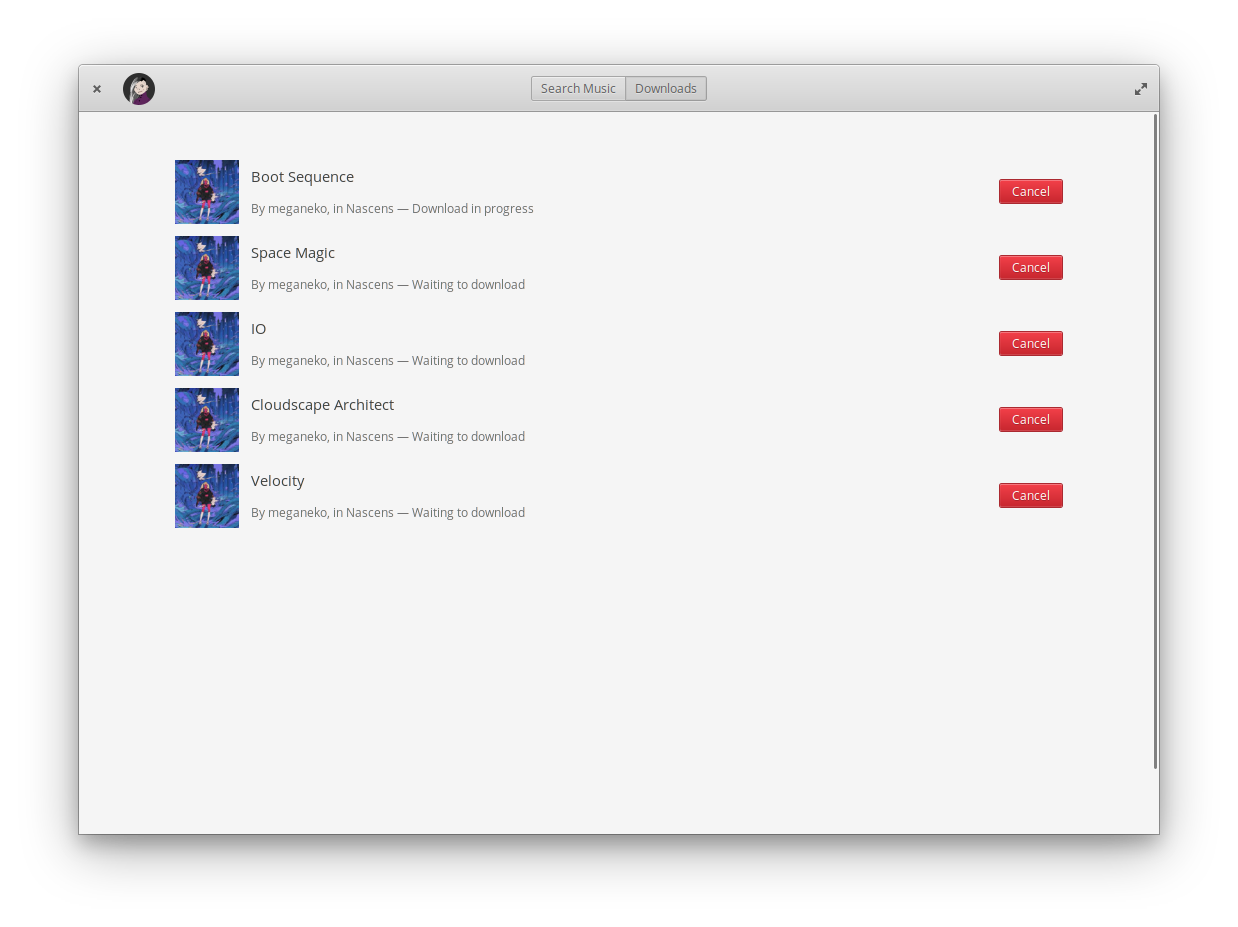 Search Music Downloads
Boot Sequence
Cancel
By meganeko, in Nascens — Download in progress
Space Magic
Cancel
By meganeko, in Nascens — Waiting to download
IO
Cancel
By meganeko, in Nascens — Waiting to download
Cloudscape Architect
Cancel
By meganeko, in Nascens — Waiting to download
Velocity
Cancel
By meganeko, in Nascens — Waiting to download